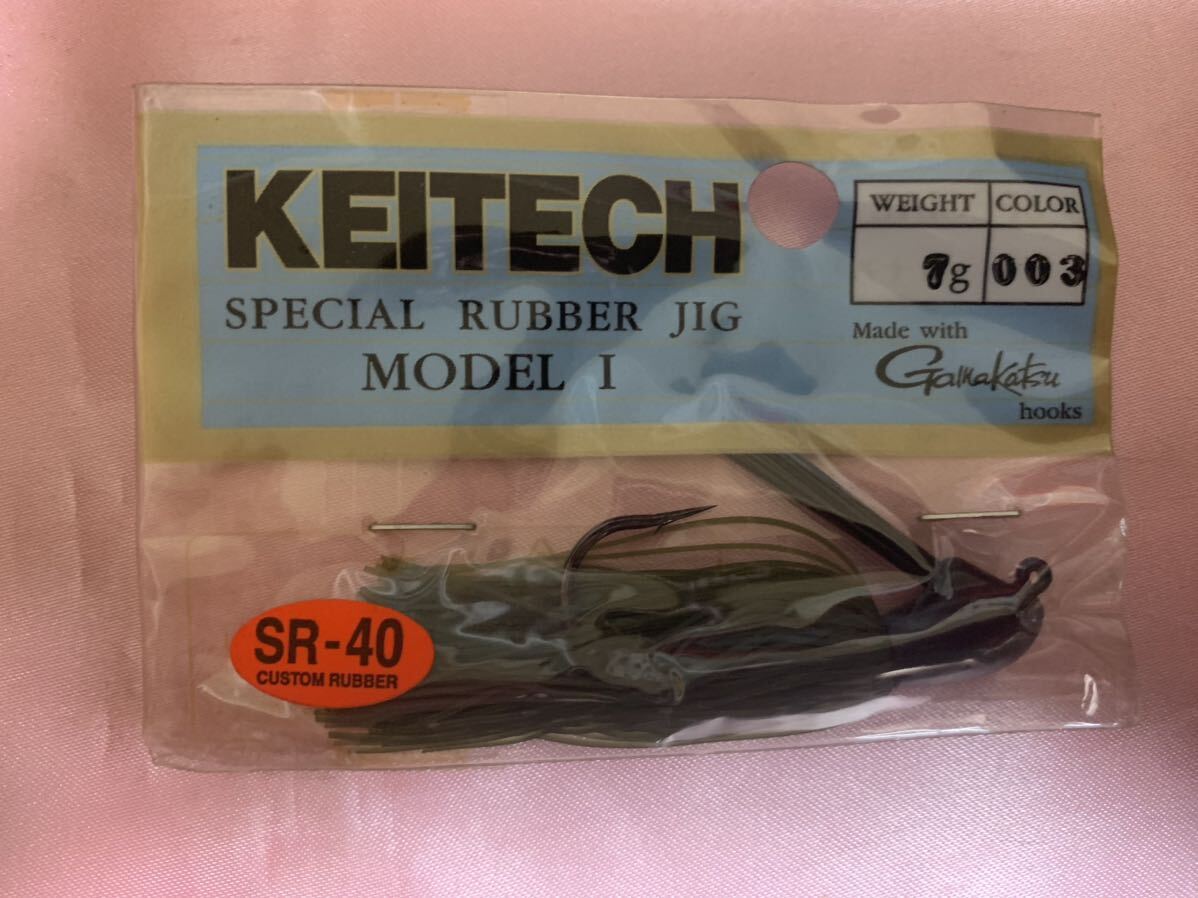 KEITECH
SPECIAL RUBBER JIG
MODEL I
WEIGHT COLOR
7g 003
Made with
Gamakatsu
hooks
SR-40
CUSTOM RUBBER